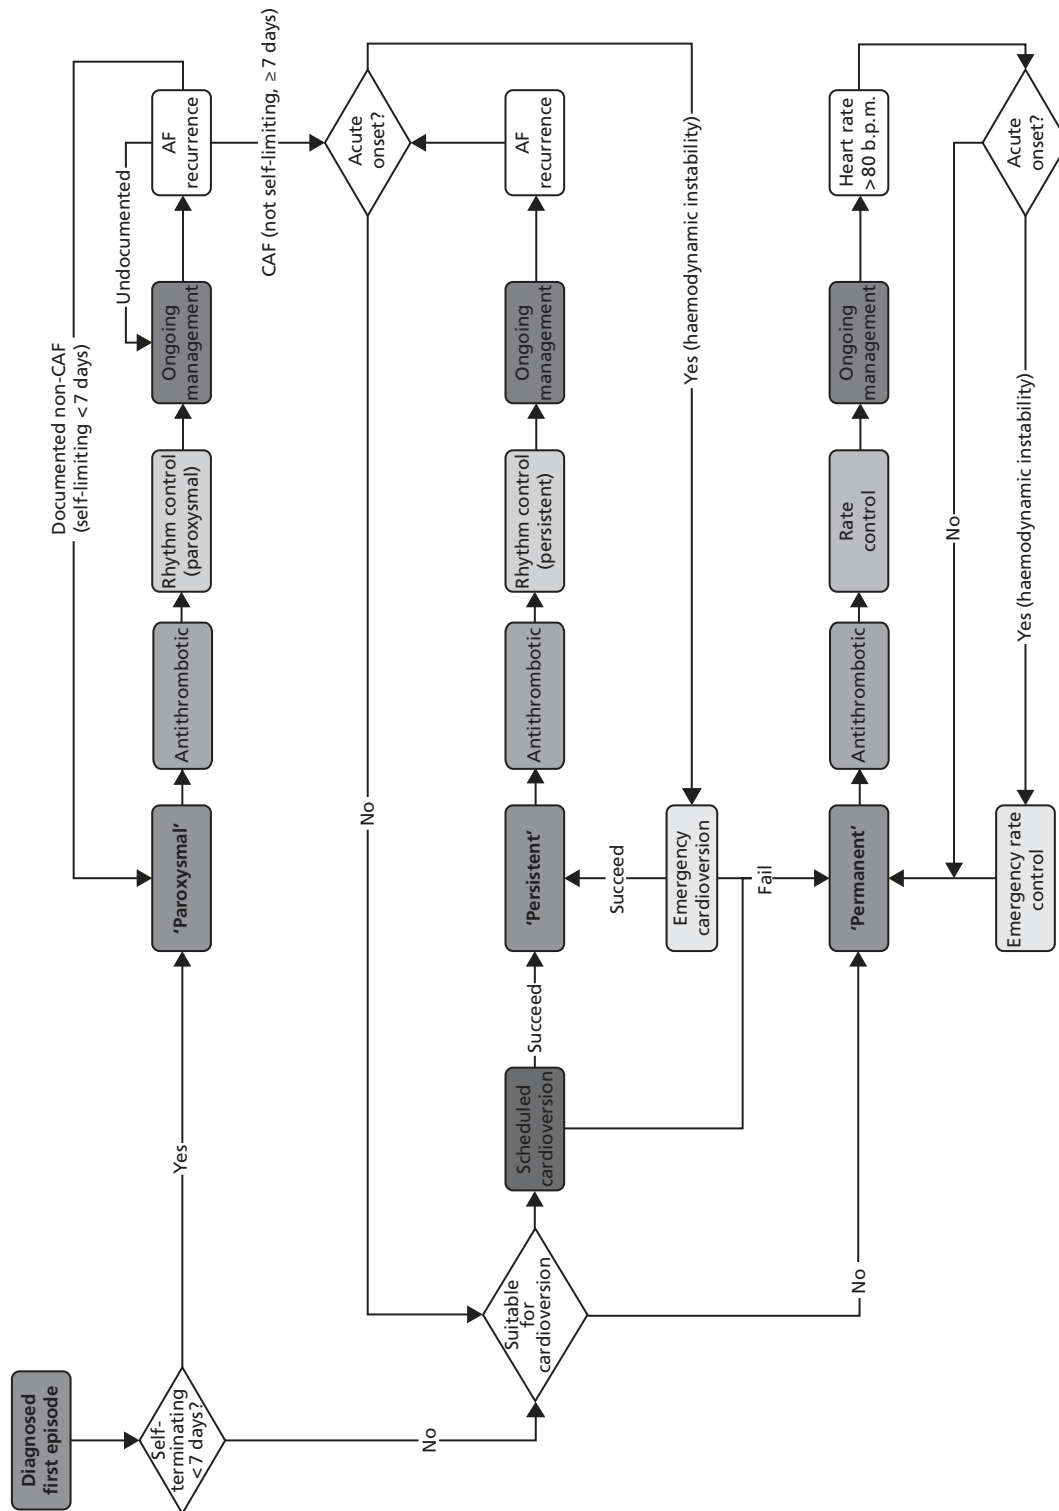 Diagnosed
first episode
Self-
terminating
<7 days?
Yes
No
'Paroxysmal'
Antithrombotic
Rhythm control
(paroxysmal)
Ongoing
management
Undocumented
AF
recurrence
Documented non-CAF
(self-limiting <7 days)
CAF (not self-limiting, ≥ 7 days)
Acute
onset?
No
Yes (haemodynamic instability)
Suitable
for
cardioversion
No
Scheduled
cardioversion
Succeed
'Persistent'
Antithrombotic
Rhythm control
(persistent)
Ongoing
management
AF
recurrence
Succeed
Emergency
cardioversion
Fail
'Permanent'
Antithrombotic
Rate
control
Ongoing
management
Heart rate
>80 b.p.m.
Acute
onset?
No
Yes (haemodynamic instability)
Emergency rate
control